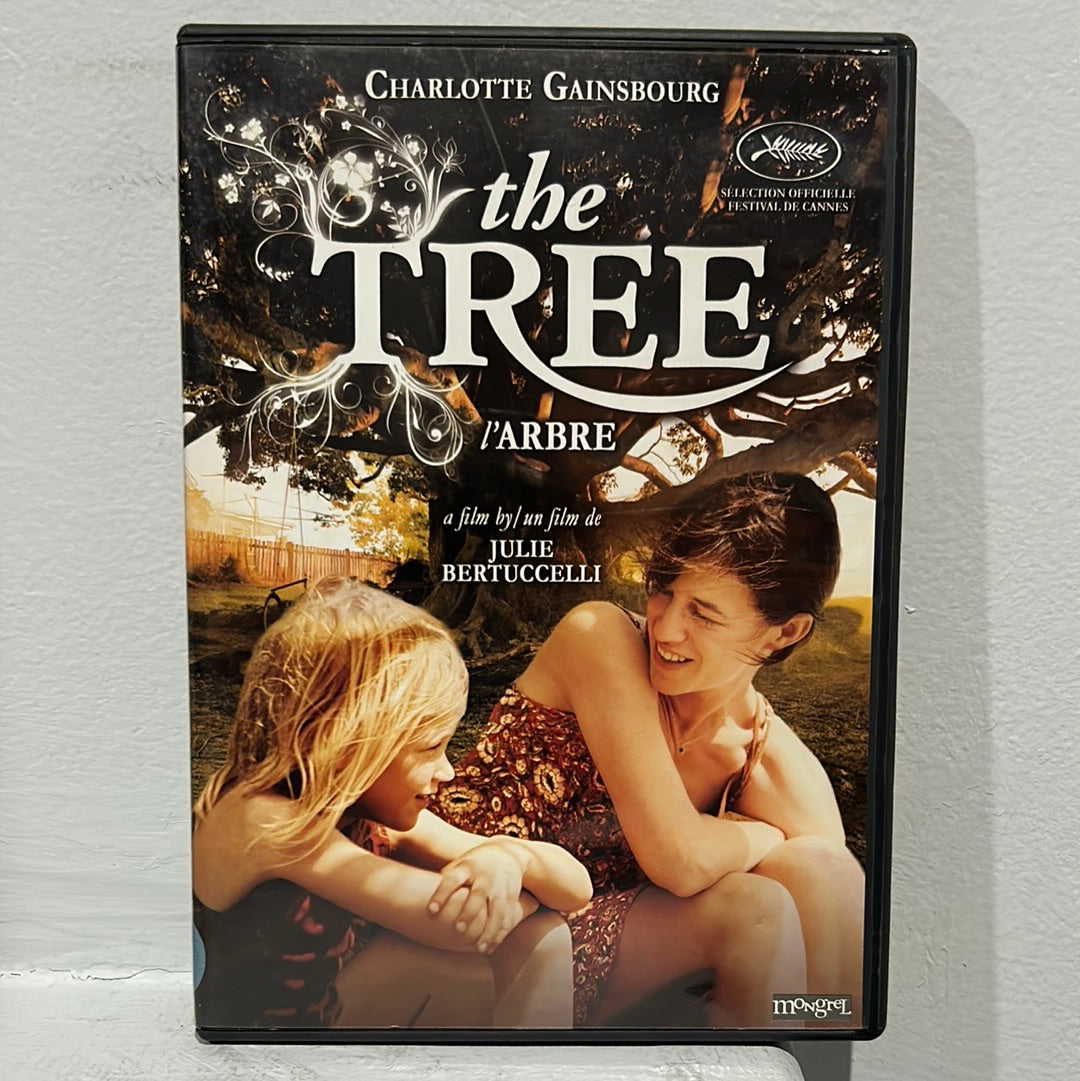 CHARLOTTE GAINSBOURG
SÉLECTION OFFICIELLE
FESTIVAL DE CANNES
the
TREE
l'ARBRE
a film by/un film de
JULIE
BERTUCCELLI
mongrel